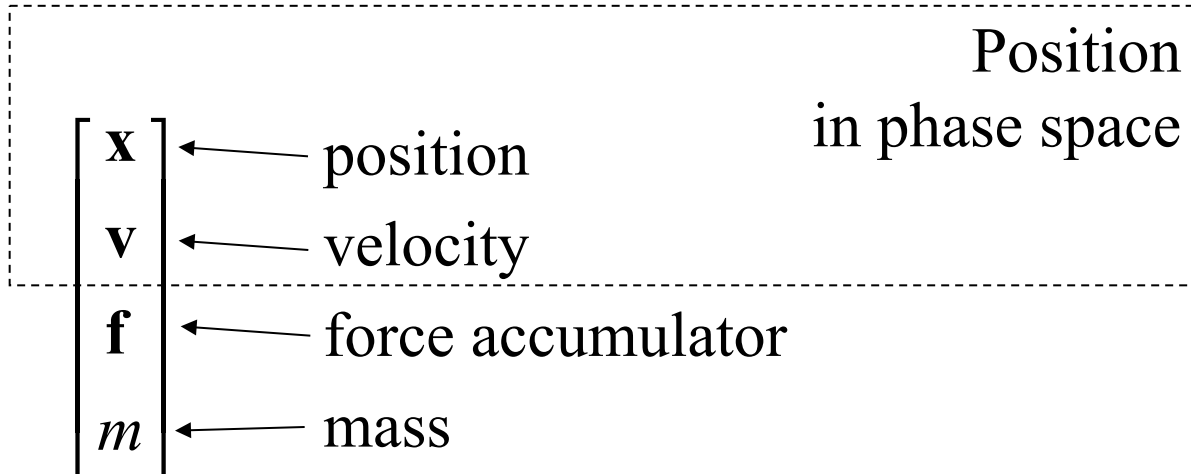 Position
in phase space
x position
v velocity
f force accumulator
m mass